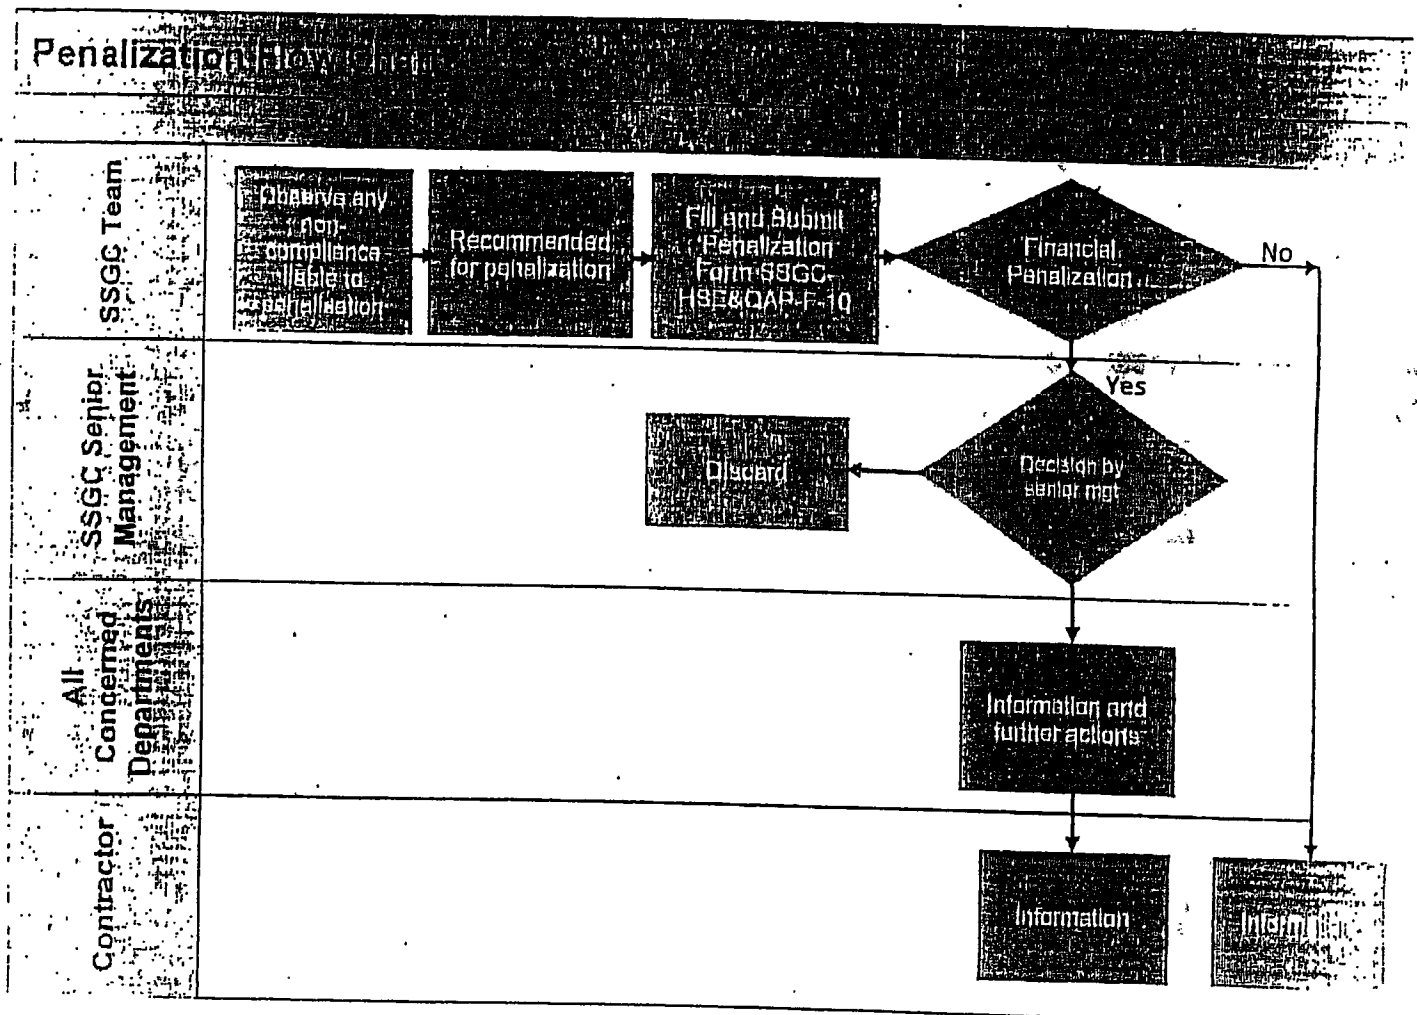 Penalization Flow Chart
SSGC Team
Observe any
non-
compliance
liable to
penalization
Recommended
for penalization
Fill and Submit
Penalization
Form SSGC-
HSE&QAP-F-10
Financial
Penalization
No
Yes
SSGC Senior
Management
Discard
Decision by
senior mgt
All
Concerned
Departments
Information and
further actions
Contractor
Information
Inform